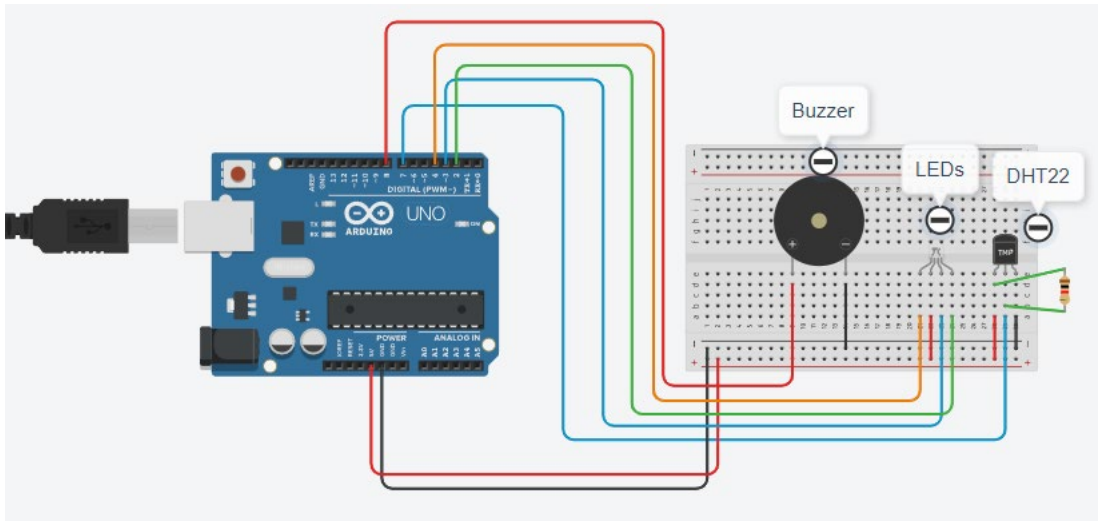 Buzzer
LEDs
DHT22
AREF
GND
13
12
~11
~10
~9
8
7
~6
~5
4
~3
2
TX→1
RX←0
DIGITAL (PWM~)
L
TX
RX
UNO
ARDUINO
ON
TMP
POWER
ANALOG IN
IOREF
RESET
3.3V
5V
GND
GND
Vin
A0
A1
A2
A3
A4
A5